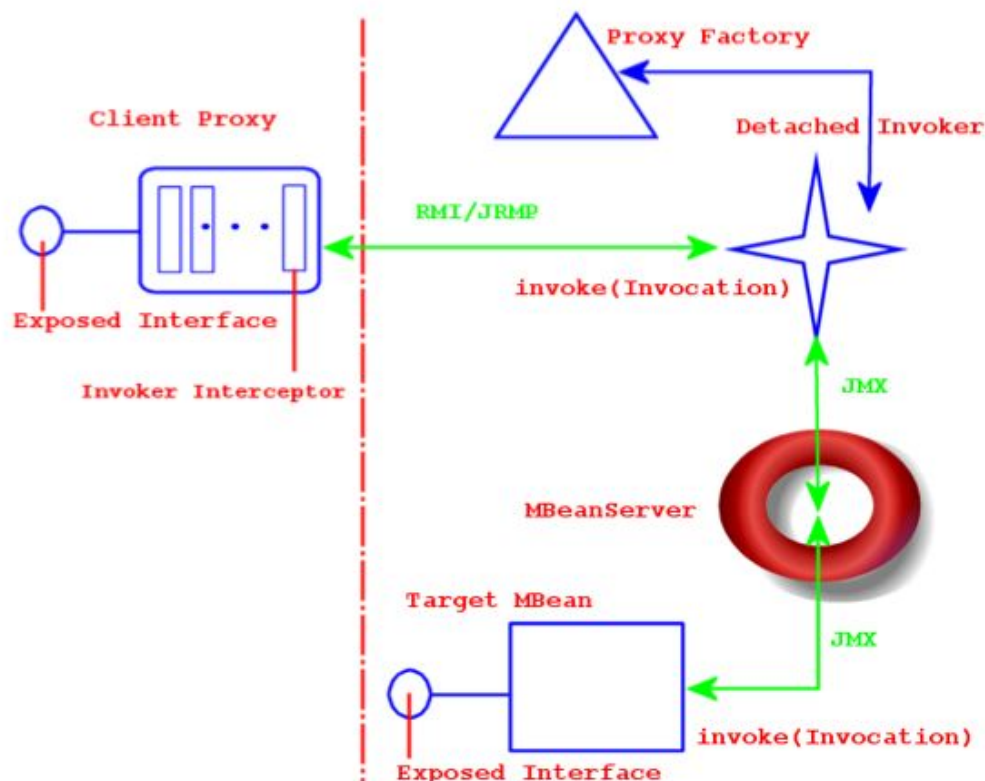 Proxy Factory
Client Proxy
Detached Invoker
RMI/JRMP
invoke(Invocation)
Exposed Interface
Invoker Interceptor
JMX
MBeanServer
Target MBean
JMX
invoke(Invocation)
Exposed Interface